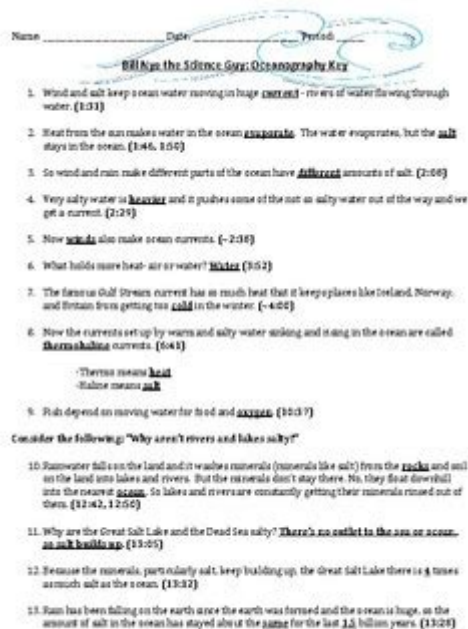 Name Date: Period:
Bill Nye the Science Guy: Oceanography Key
1. Wind and salt keep ocean water moving in huge current - rivers of water flowing through
water. (1:31)
2. Heat from the sun makes water in the ocean evaporate. The water evaporates, but the salt
stays in the ocean. (1:46, 1:50)
3. So wind and rain make different parts of the ocean have different amounts of salt. (2:08)
4. Very salty water is heavier and it pushes some of the not as salty water out of the way and we
get a current. (2:29)
5. Now winds also make ocean currents. (~2:36)
6. What holds more heat- air or water? Water (3:52)
7. The famous Gulf Stream current has so much heat that it keeps places like Iceland, Norway,
and Britain from getting too cold in the winter. (~4:00)
8. Now the currents set up by warm and salty water sinking and rising in the ocean are called
thermohaline currents. (6:41)
-Thermo means heat
-Haline means salt
9. Fish depend on moving water for food and oxygen. (10:37)
Consider the following: "Why aren't rivers and lakes salty?"
10. Rainwater falls on the land and it washes minerals (minerals like salt) from the rocks and soil
on the land into lakes and rivers. But the minerals don't stay there. No, they float downhill
into the nearest ocean. So lakes and rivers are constantly getting their minerals rinsed out of
them. (12:42, 12:50)
11. Why are the Great Salt Lake and the Dead Sea salty? There's no outlet to the sea or ocean,
so salt builds up. (13:05)
12. Because the minerals, particularly salt, keep building up, the Great Salt Lake there is 4 times
as much salt as the ocean. (13:12)
13. Rain has been falling on the earth since the earth was formed and the ocean is huge, so the
amount of salt in the ocean has stayed about the same for the last 1.5 billion years. (13:28)